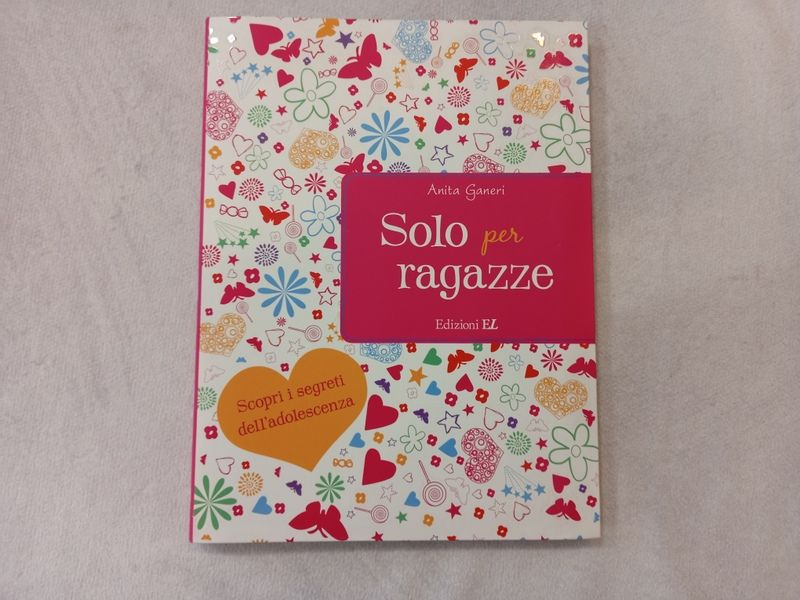 Anita Ganeri
Solo per
ragazze
Edizioni EL
Scopri i segreti
dell'adolescenza